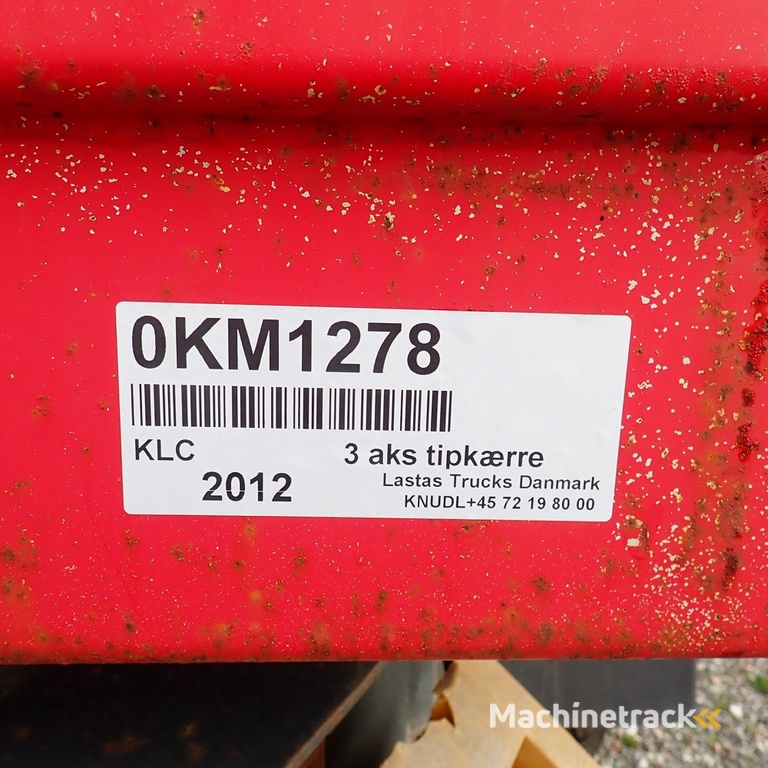 0KM1278
KLC 3 aks tipkærre
2012 Lastas Trucks Danmark
KNUDL+45 72 19 80 00
Machinetrack